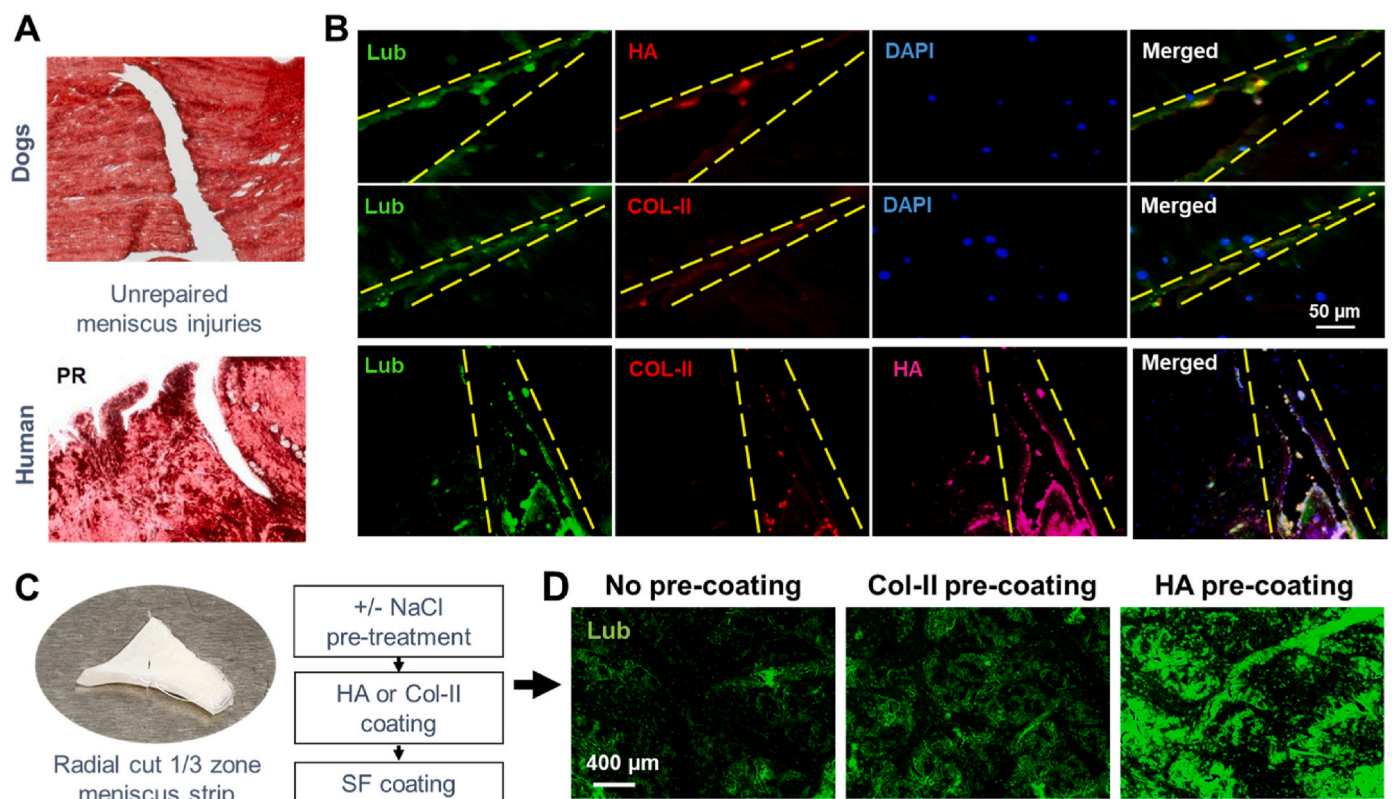 A
Dogs
Unrepaired
meniscus injuries
PR
Human
B
Lub
HA
DAPI
Merged
Lub
COL-II
DAPI
Merged
50 µm
Lub
COL-II
HA
Merged
C
Radial cut 1/3 zone
meniscus strip
+/- NaCl
pre-treatment
HA or Col-II
coating
SF coating
D
No pre-coating
Col-II pre-coating
HA pre-coating
Lub
400 µm